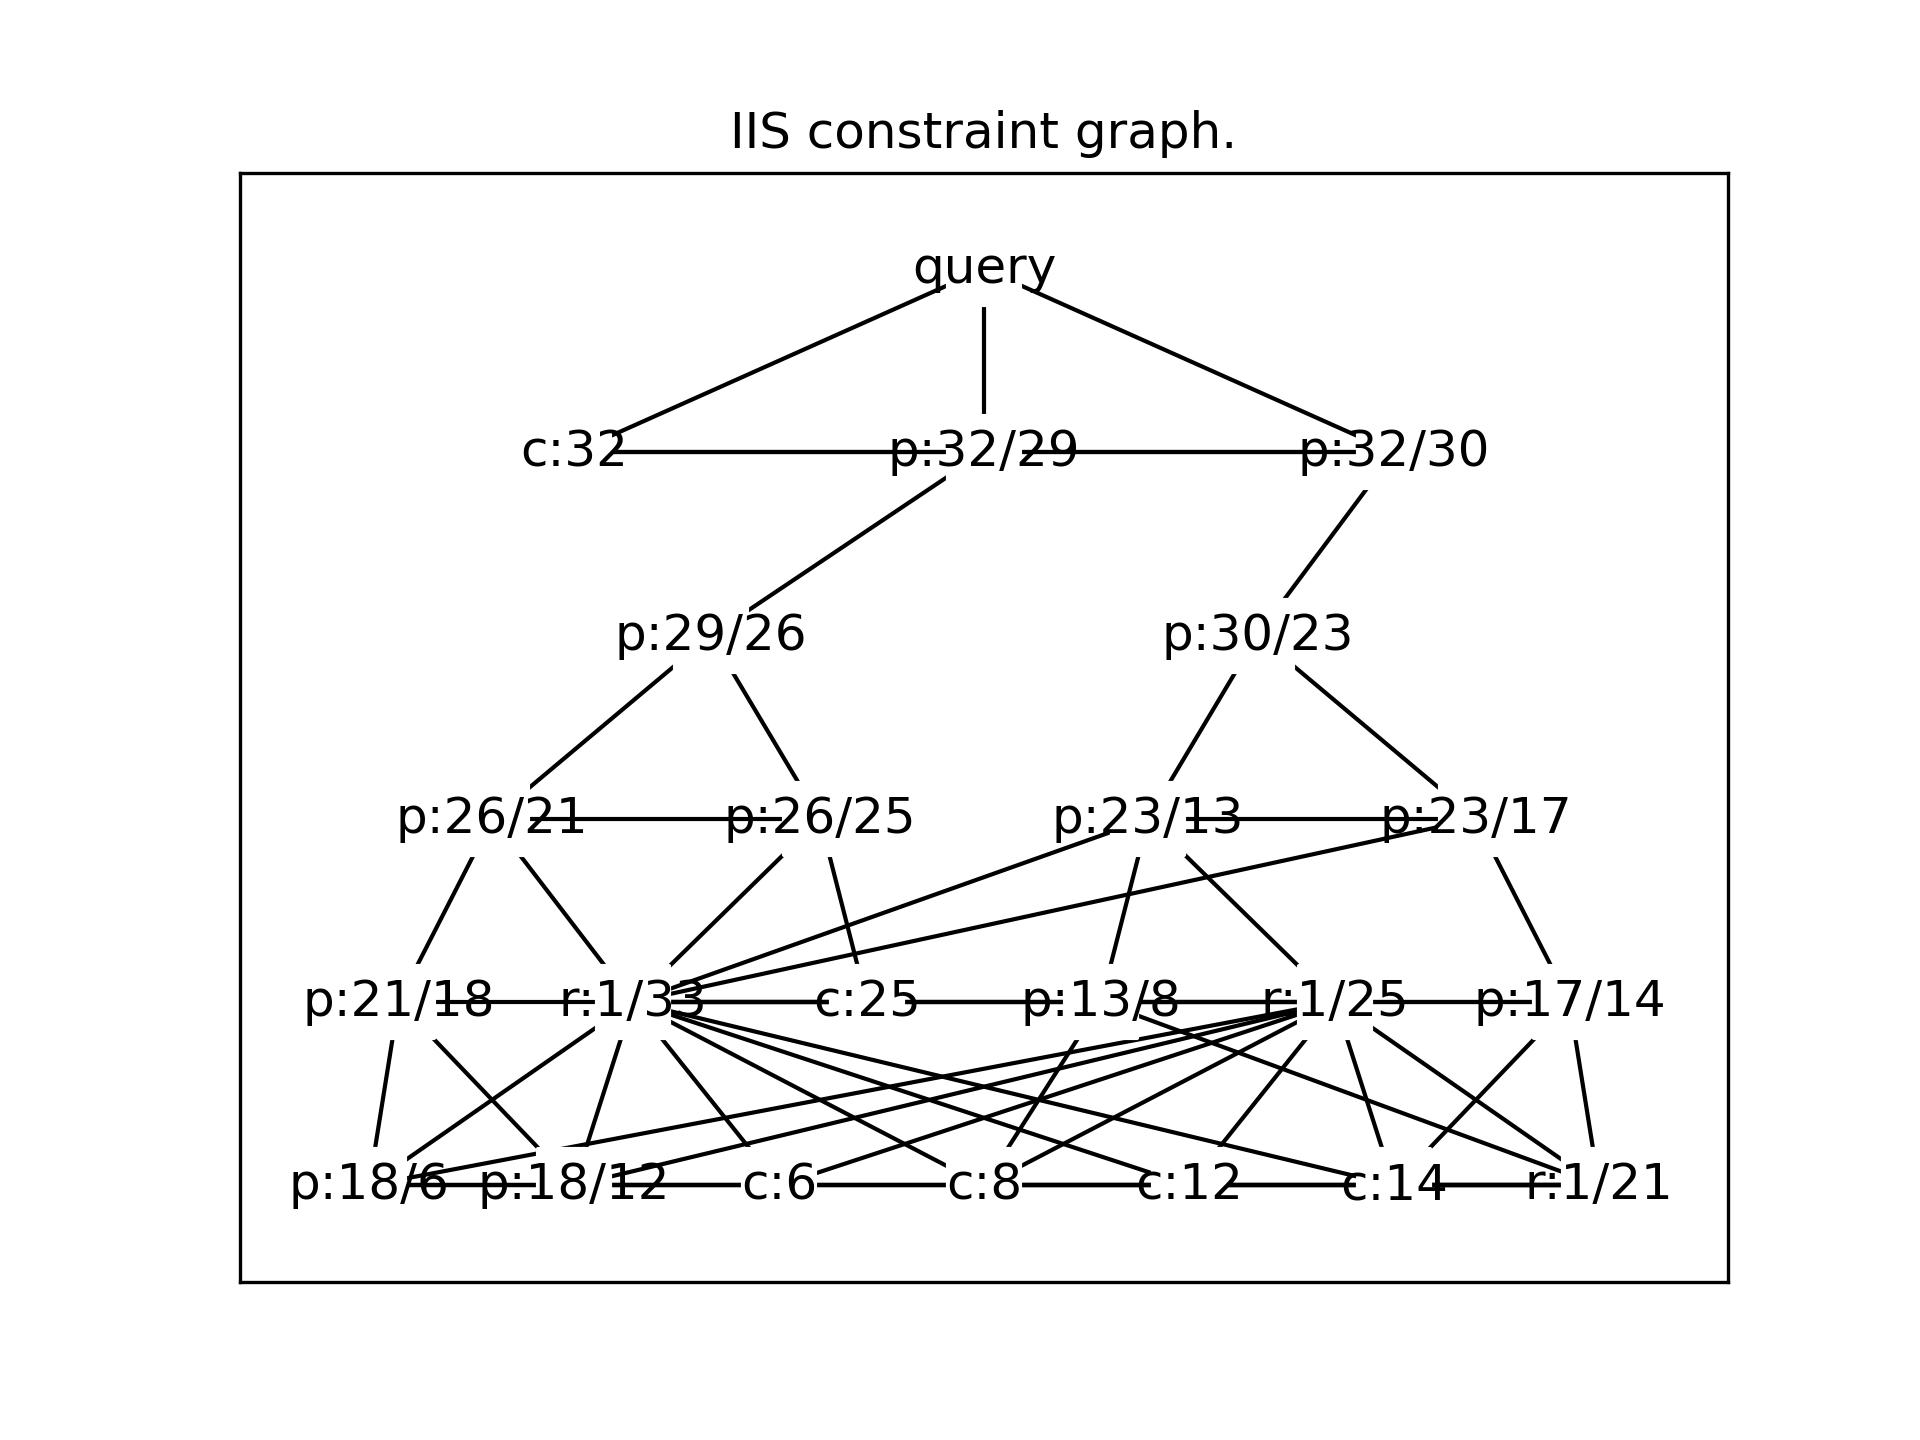 IIS constraint graph.
query
c:32 p:32/29 p:32/30
p:29/26 p:30/23
p:26/21 p:26/25 p:23/13 p:23/17
p:21/18 r:1/33 c:25 p:13/8 r:1/25 p:17/14
p:18/6 p:18/12 c:6 c:8 c:12 c:14 r:1/21